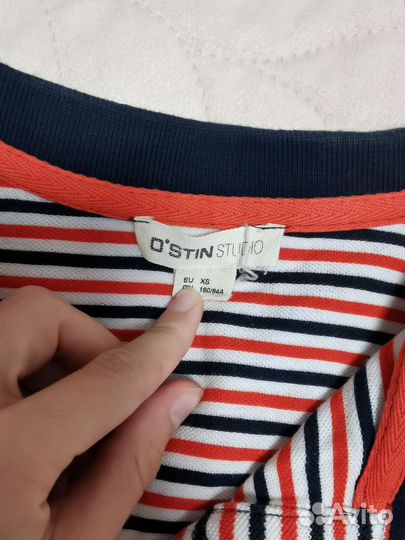 O'STIN STUDIO
EU XS
160/84A
Avito